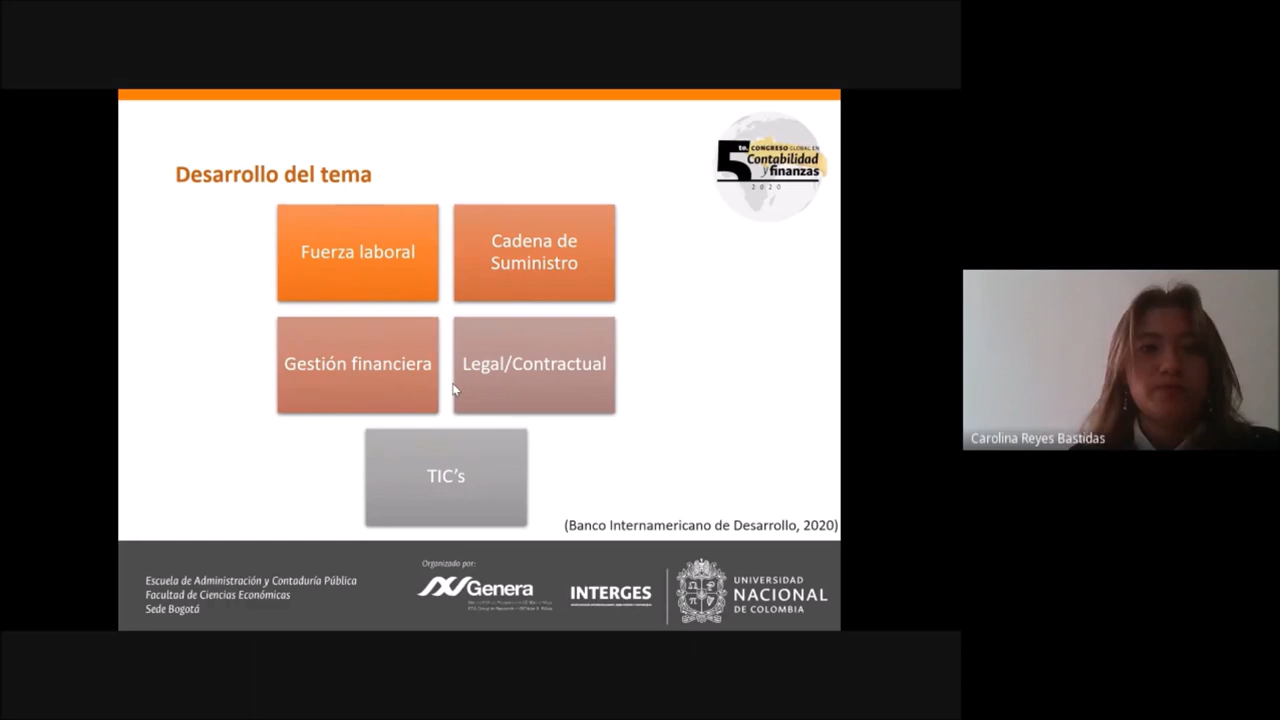 Desarrollo del tema
5to. CONGRESO GLOBAL EN
Contabilidad
y finanzas
2020
Fuerza laboral
Cadena de
Suministro
Gestión financiera
Legal/Contractual
TIC's
(Banco Internamericano de Desarrollo, 2020)
Carolina Reyes Bastidas
Escuela de Administración y Contaduría Pública
Facultad de Ciencias Económicas
Sede Bogotá
Organizado por:
Genera
INTERGES
UNIVERSIDAD
NACIONAL
DE COLOMBIA